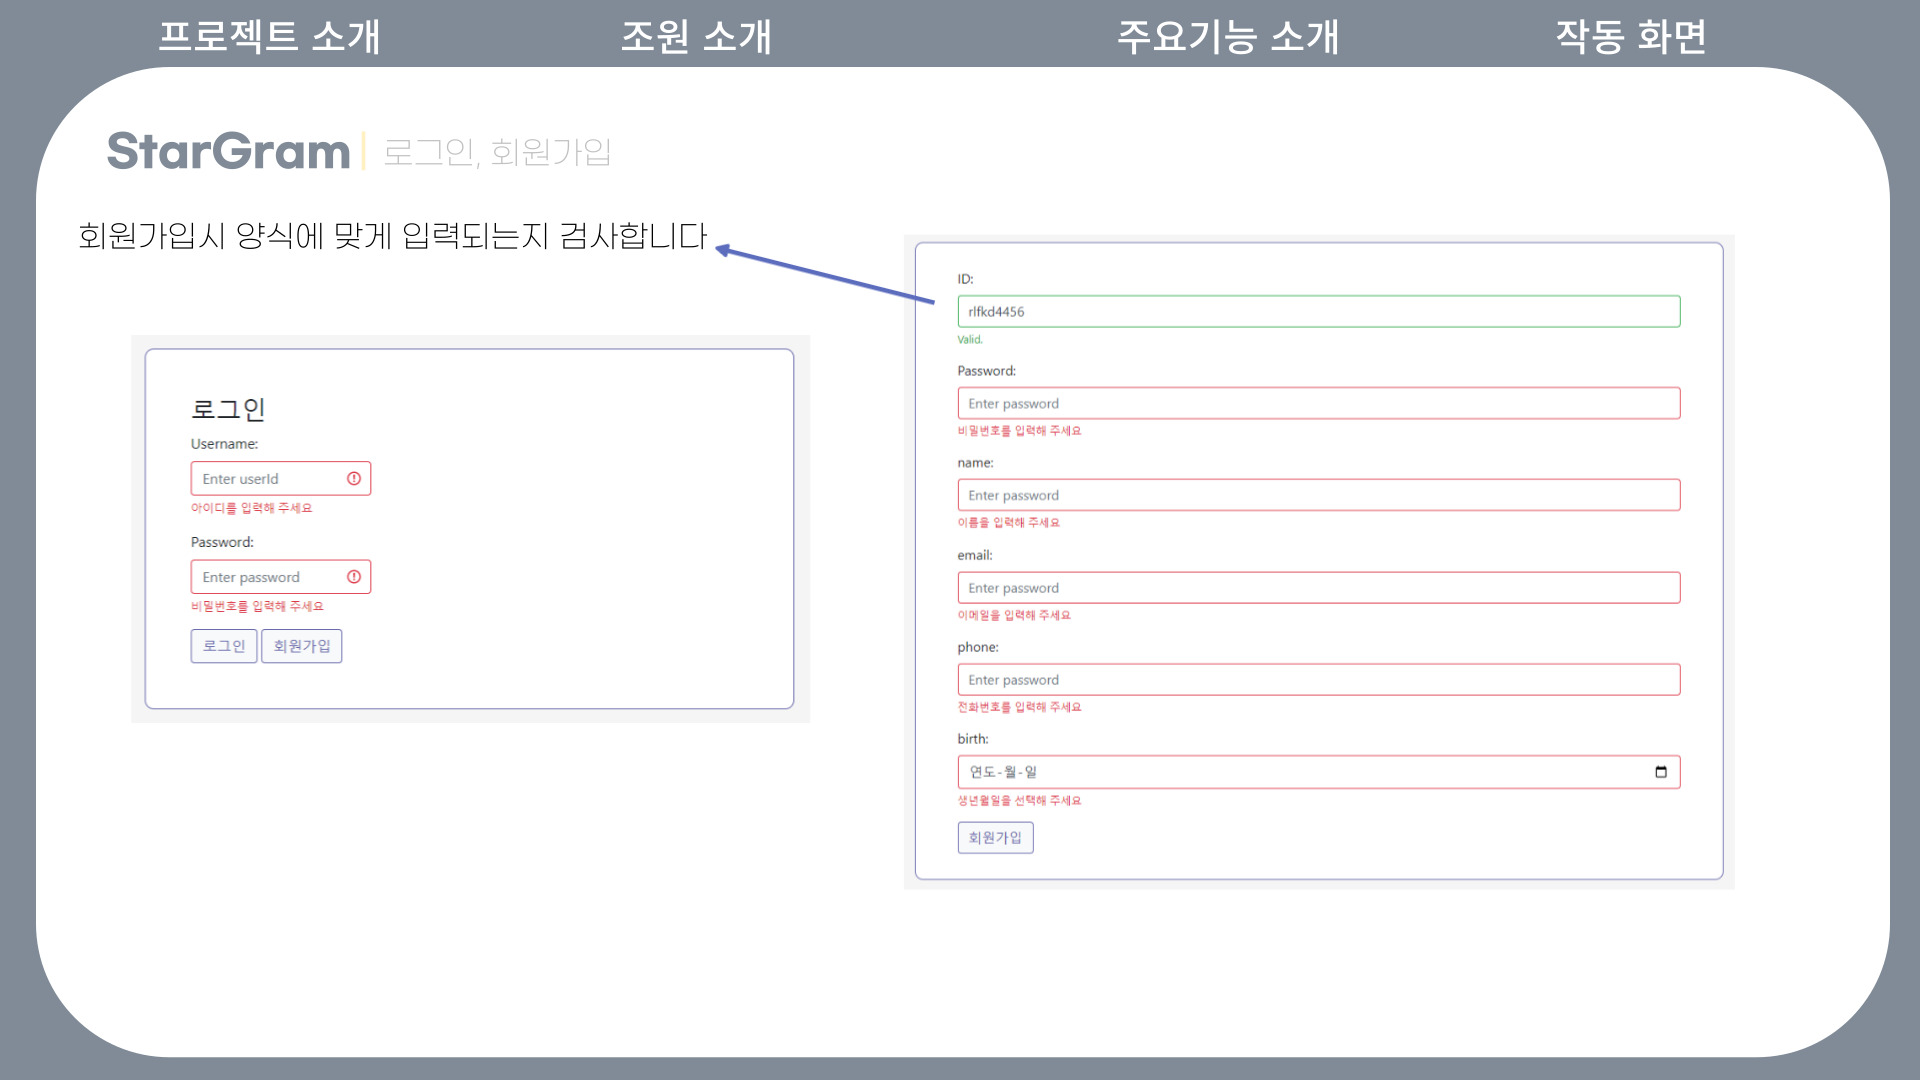 프로젝트 소개 조원 소개 주요기능 소개 작동 화면
StarGram 로그인, 회원가입
회원가입시 양식에 맞게 입력되는지 검사합니다
로그인
Username:
Enter userId
아이디를 입력해 주세요
Password:
Enter password
비밀번호를 입력해 주세요
로그인 회원가입
ID:
rlfkd4456
Valid.
Password:
Enter password
비밀번호를 입력해 주세요
name:
Enter password
이름을 입력해 주세요
email:
Enter password
이메일을 입력해 주세요
phone:
Enter password
전화번호를 입력해 주세요
birth:
연도-월-일
생년월일을 선택해 주세요
회원가입